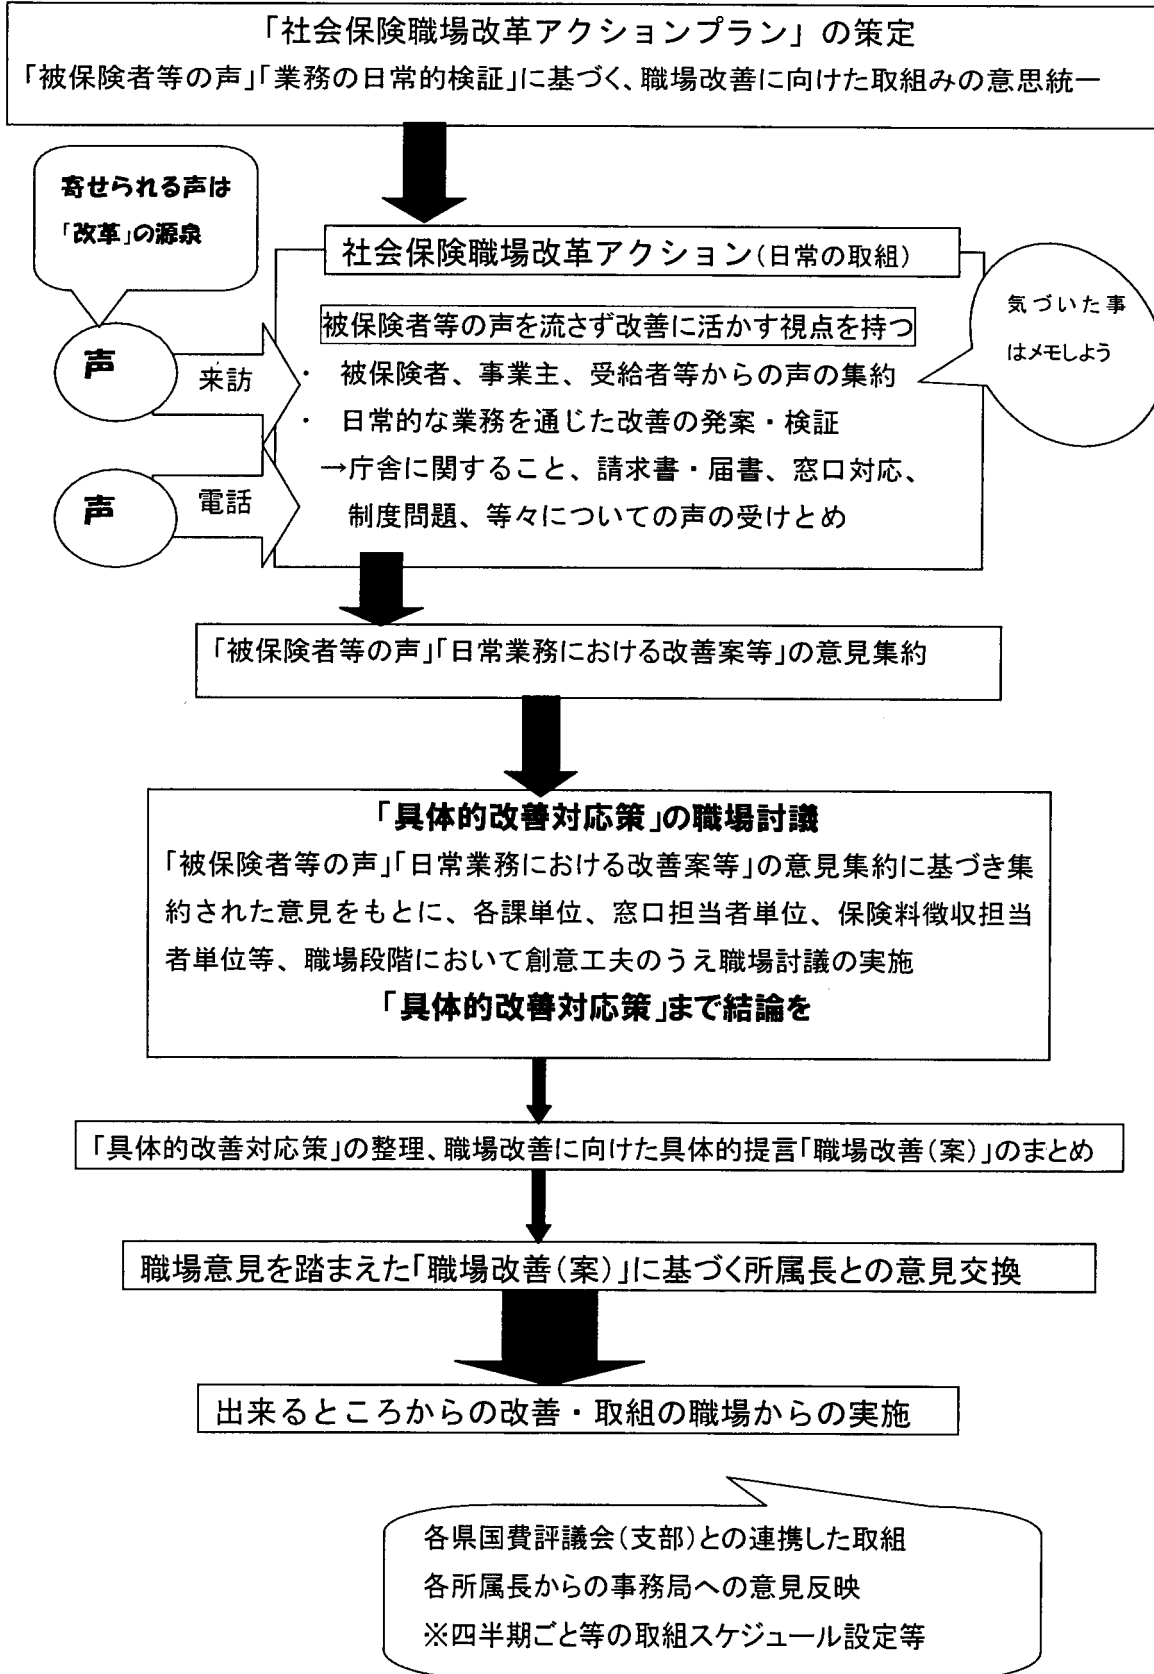 「社会保険職場改革アクションプラン」の策定
「被保険者等の声」「業務の日常的検証」に基づく、職場改善に向けた取組みの意思統一
寄せられる声は
「改革」の源泉
社会保険職場改革アクション(日常の取組)
気づいた事
はメモしよう
被保険者等の声を流さず改善に活かす視点を持つ
声
来訪
・　被保険者、事業主、受給者等からの声の集約
・　日常的な業務を通じた改善の発案・検証
→庁舎に関すること、請求書・届書、窓口対応、
声
電話
制度問題、等々についての声の受けとめ
「被保険者等の声」「日常業務における改善案等」の意見集約
「具体的改善対応策」の職場討議
「被保険者等の声」「日常業務における改善案等」の意見集約に基づき集
約された意見をもとに、各課単位、窓口担当者単位、保険料徴収担当
者単位等、職場段階において創意工夫のうえ職場討議の実施
「具体的改善対応策」まで結論を
「具体的改善対応策」の整理、職場改善に向けた具体的提言「職場改善(案)」のまとめ
職場意見を踏まえた「職場改善(案)」に基づく所属長との意見交換
出来るところからの改善・取組の職場からの実施
各県国費評議会(支部)との連携した取組
各所属長からの事務局への意見反映
※四半期ごと等の取組スケジュール設定等